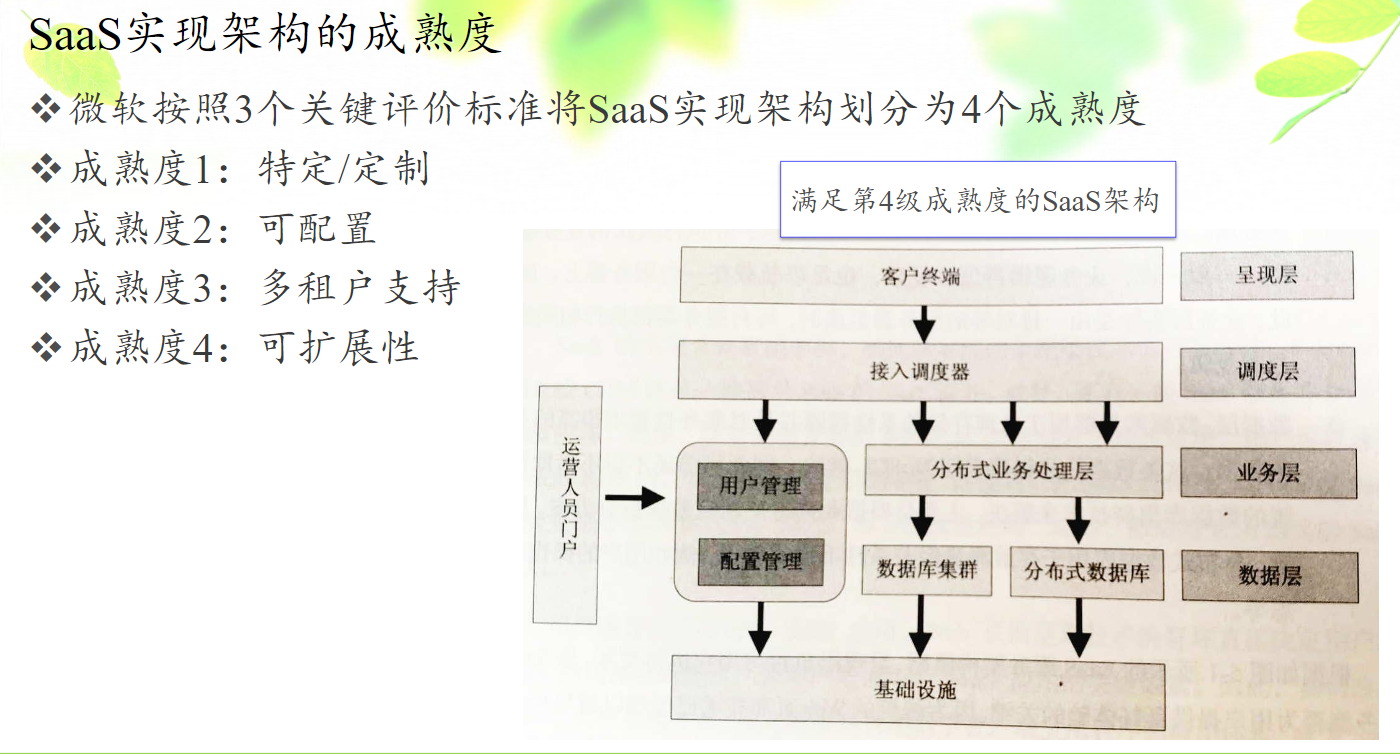 SaaS实现架构的成熟度
❖微软按照3个关键评价标准将SaaS实现架构划分为4个成熟度
❖成熟度1：特定/定制
❖成熟度2：可配置
❖成熟度3：多租户支持
❖成熟度4：可扩展性
满足第4级成熟度的SaaS架构
客户终端
呈现层
接入调度器
调度层
运营人员门户
用户管理
分布式业务处理层
业务层
配置管理
数据库集群
分布式数据库
数据层
基础设施